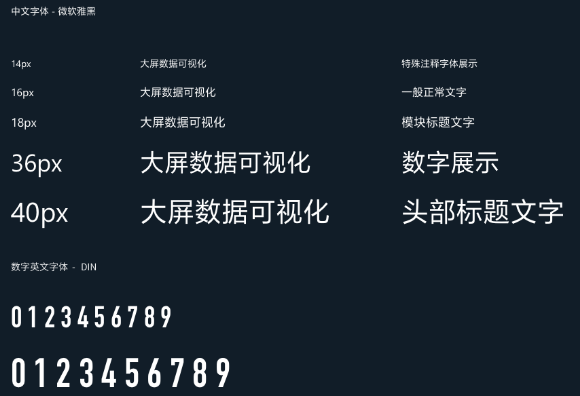 中文字体 - 微软雅黑
14px 大屏数据可视化 特殊注释字体展示
16px 大屏数据可视化 一般正常文字
18px 大屏数据可视化 模块标题文字
36px 大屏数据可视化 数字展示
40px 大屏数据可视化 头部标题文字
数字英文字体 - DIN
0123456789
0123456789